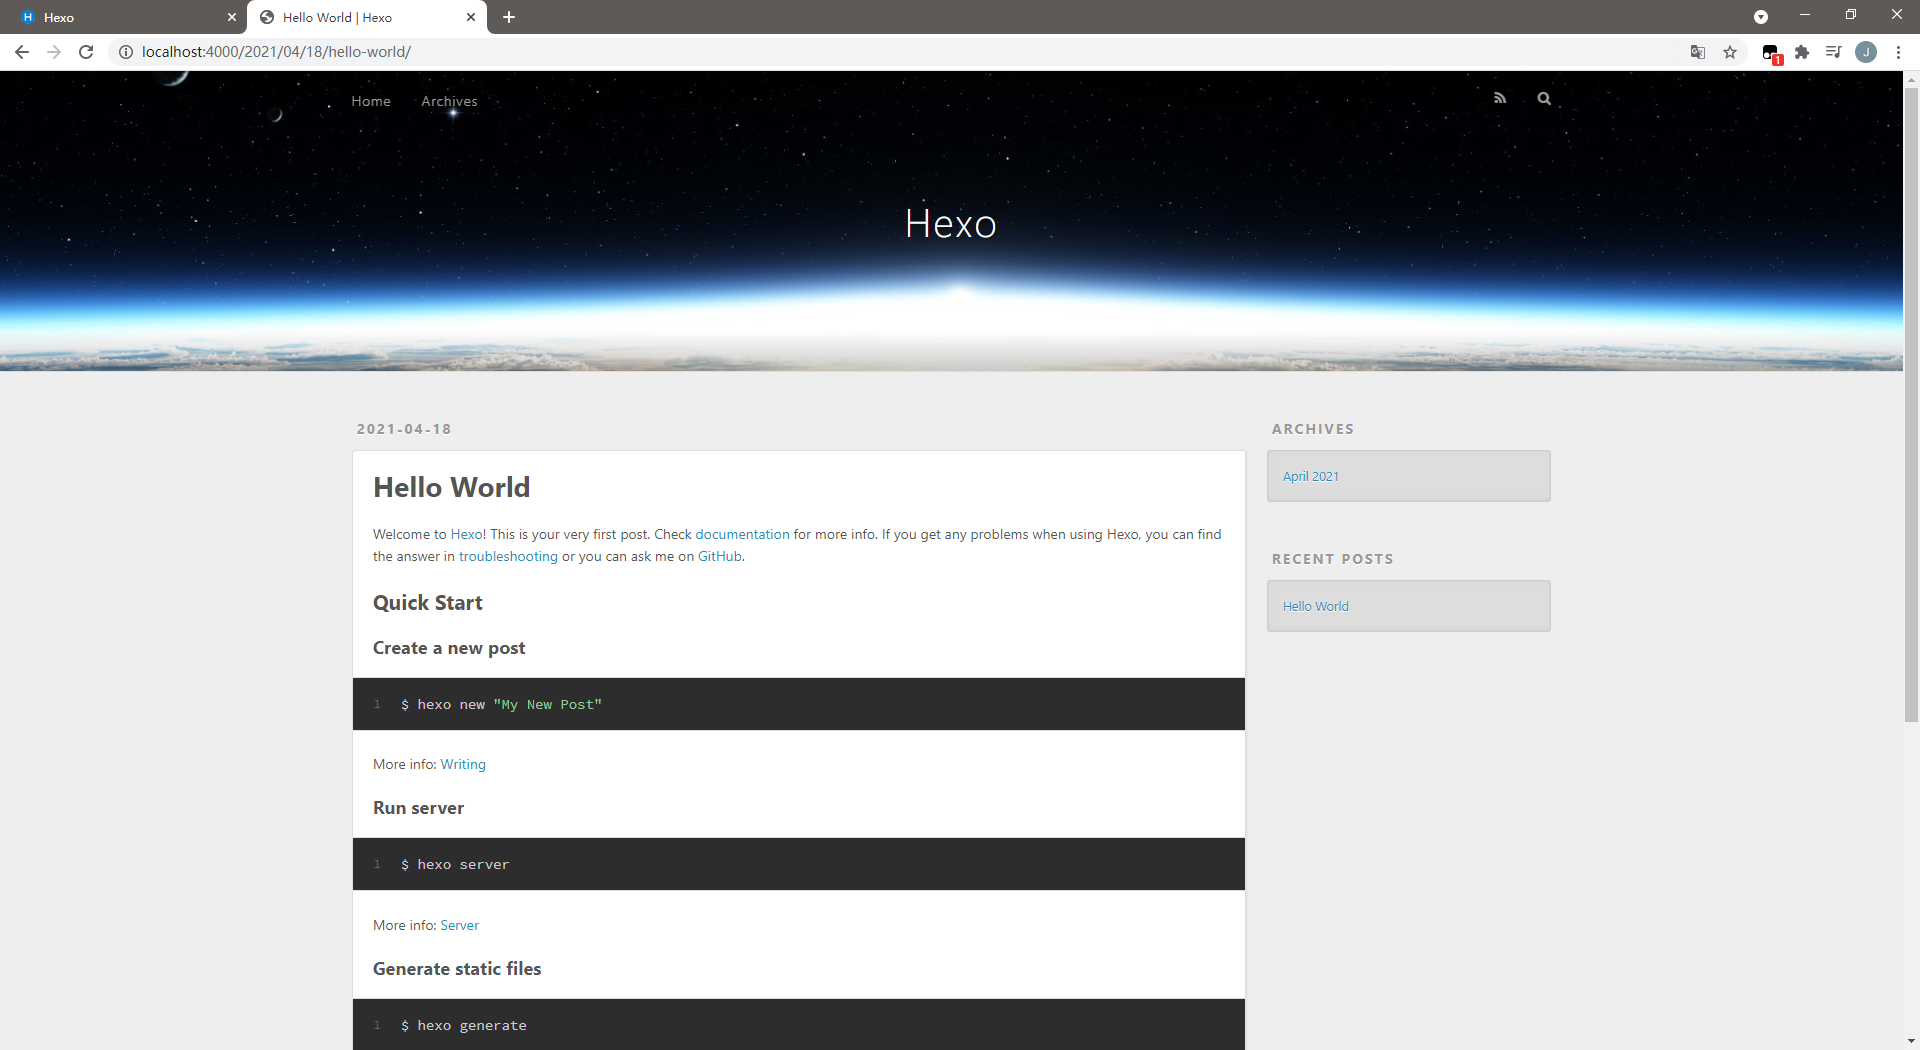 Hexo
Hello World | Hexo
localhost:4000/2021/04/18/hello-world/
1
J
Home Archives
Hexo
2021-04-18
Hello World
Welcome to Hexo! This is your very first post. Check documentation for more info. If you get any problems when using Hexo, you can find
the answer in troubleshooting or you can ask me on GitHub.
Quick Start
Create a new post
1 $ hexo new "My New Post"
More info: Writing
Run server
1 $ hexo server
More info: Server
Generate static files
1 $ hexo generate
ARCHIVES
April 2021
RECENT POSTS
Hello World